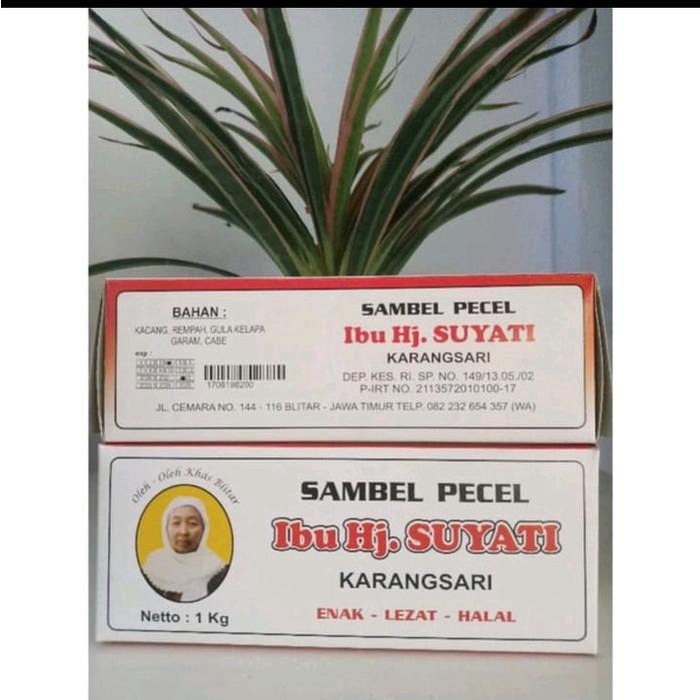 BAHAN :
KACANG, REMPAH, GULA KELAPA
GARAM, CABE
exp :
1708198200
SAMBEL PECEL
Ibu Hj. SUYATI
KARANGSARI
DEP. KES. RI. SP. NO. 149/13.05./02
P-IRT NO. 2113572010100-17
JL. CEMARA NO. 144 - 116 BLITAR - JAWA TIMUR TELP. 082 232 654 357 (WA)
Oleh - Oleh Khas Blitar
Netto : 1 Kg
SAMBEL PECEL
Ibu Hj. SUYATI
KARANGSARI
ENAK - LEZAT - HALAL